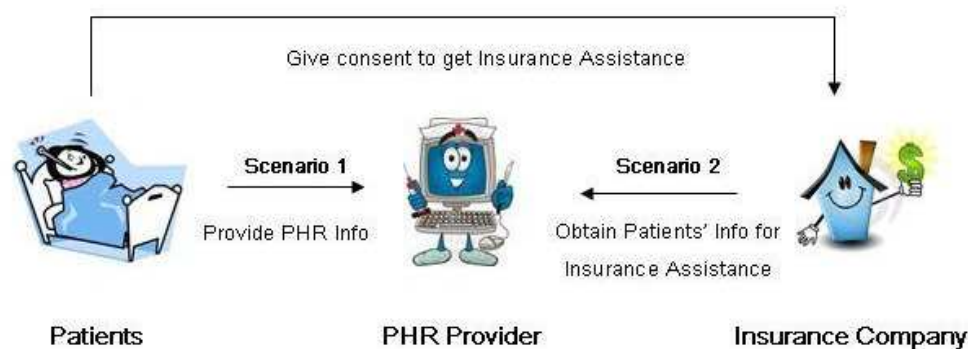 Give consent to get Insurance Assistance
Scenario 1
Provide PHR Info
Scenario 2
Obtain Patients' Info for
Insurance Assistance
$
Patients
PHR Provider
Insurance Company